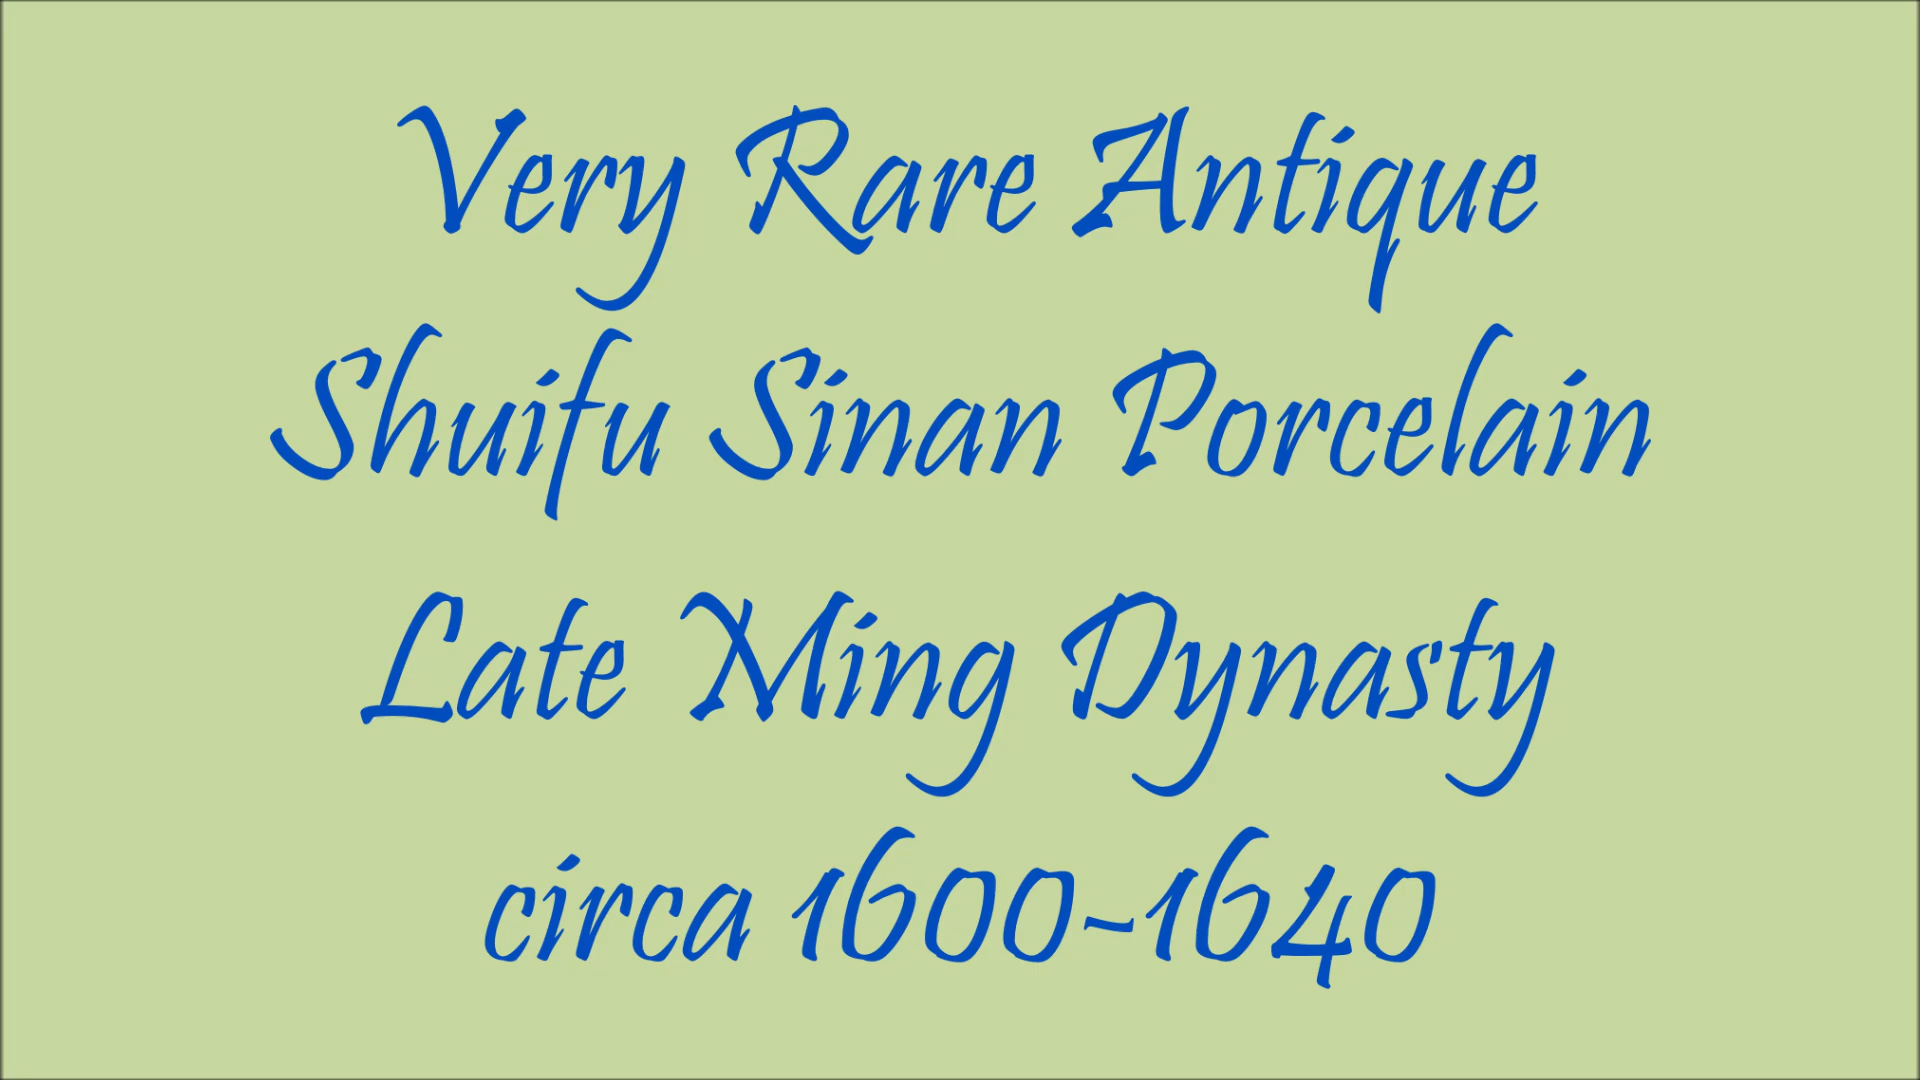 Very Rare Antique
Shuifu Sinan Porcelain
Late Ming Dynasty
circa 1600-1640